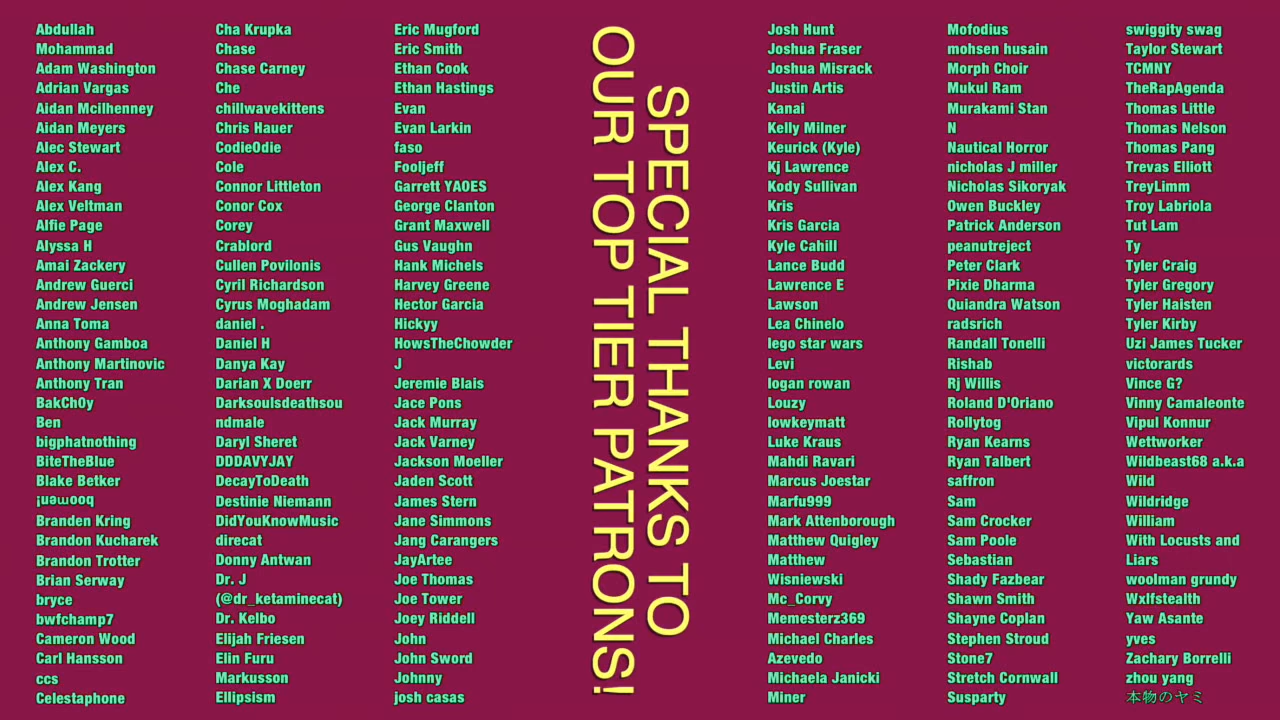 Abdullah
Mohammad
Adam Washington
Adrian Vargas
Aidan Mcilhenney
Aidan Meyers
Alec Stewart
Alex C.
Alex Kang
Alex Veltman
Alfie Page
Alyssa H
Amai Zackery
Andrew Guerci
Andrew Jensen
Anna Toma
Anthony Gamboa
Anthony Martinovic
Anthony Tran
BakCh0y
Ben
bigphatnothing
BiteTheBlue
Blake Betker
¡uǝɯooq
Branden Kring
Brandon Kucharek
Brandon Trotter
Brian Serway
bryce
bwfchamp7
Cameron Wood
Carl Hansson
ccs
Celestaphone
Cha Krupka
Chase
Chase Carney
Che
chillwavekittens
Chris Hauer
CodieOdie
Cole
Connor Littleton
Conor Cox
Corey
Crablord
Cullen Povilonis
Cyril Richardson
Cyrus Moghadam
daniel .
Daniel H
Danya Kay
Darian X Doerr
Darksoulsdeathsou
ndmale
Daryl Sheret
DDDAVYJAY
DecayToDeath
Destinie Niemann
DidYouKnowMusic
direcat
Donny Antwan
Dr. J
(@dr_ketaminecat)
Dr. Kelbo
Elijah Friesen
Elin Furu
Markusson
Ellipsism
Eric Mugford
Eric Smith
Ethan Cook
Ethan Hastings
Evan
Evan Larkin
faso
Fooljeff
Garrett YAOES
George Clanton
Grant Maxwell
Gus Vaughn
Hank Michels
Harvey Greene
Hector Garcia
Hickyy
HowsTheChowder
J
Jeremie Blais
Jace Pons
Jack Murray
Jack Varney
Jackson Moeller
Jaden Scott
James Stern
Jane Simmons
Jang Carangers
JayArtee
Joe Thomas
Joe Tower
Joey Riddell
John
John Sword
Johnny
josh casas
SPECIAL THANKS TO
OUR TOP TIER PATRONS!
Josh Hunt
Joshua Fraser
Joshua Misrack
Justin Artis
Kanai
Kelly Milner
Keurick (Kyle)
Kj Lawrence
Kody Sullivan
Kris
Kris Garcia
Kyle Cahill
Lance Budd
Lawrence E
Lawson
Lea Chinelo
lego star wars
Levi
logan rowan
Louzy
lowkeymatt
Luke Kraus
Mahdi Ravari
Marcus Joestar
Marfu999
Mark Attenborough
Matthew Quigley
Matthew
Wisniewski
Mc_Corvy
Memesterz369
Michael Charles
Azevedo
Michaela Janicki
Miner
Mofodius
mohsen husain
Morph Choir
Mukul Ram
Murakami Stan
N
Nautical Horror
nicholas J miller
Nicholas Sikoryak
Owen Buckley
Patrick Anderson
peanutreject
Peter Clark
Pixie Dharma
Quiandra Watson
radsrich
Randall Tonelli
Rishab
Rj Willis
Roland D'Oriano
Rollytog
Ryan Kearns
Ryan Talbert
saffron
Sam
Sam Crocker
Sam Poole
Sebastian
Shady Fazbear
Shawn Smith
Shayne Coplan
Stephen Stroud
Stone7
Stretch Cornwall
Susparty
swiggity swag
Taylor Stewart
TCMNY
TheRapAgenda
Thomas Little
Thomas Nelson
Thomas Pang
Trevas Elliott
TreyLimm
Troy Labriola
Tut Lam
Ty
Tyler Craig
Tyler Gregory
Tyler Haisten
Tyler Kirby
Uzi James Tucker
victorards
Vince G?
Vinny Camaleonte
Vipul Konnur
Wettworker
Wildbeast68 a.k.a
Wild
Wildridge
William
With Locusts and
Liars
woolman grundy
Wxlfstealth
Yaw Asante
yves
Zachary Borrelli
zhou yang
本物のヤミ